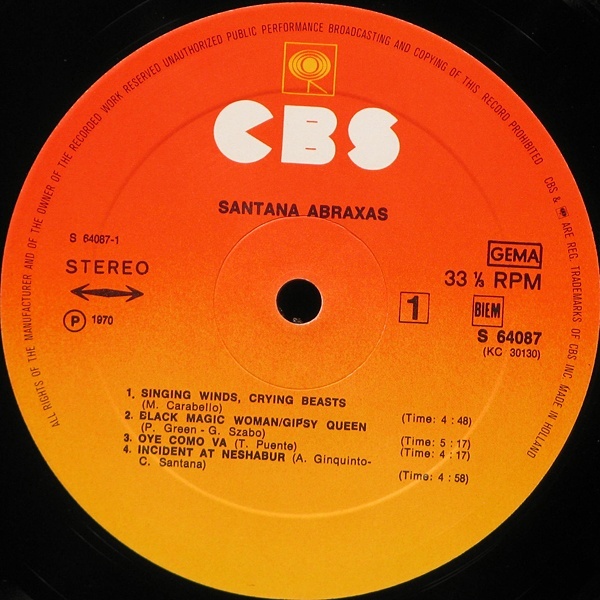 ALL RIGHTS OF THE MANUFACTURER AND OF THE OWNER OF THE RECORDED WORK RESERVED UNAUTHORIZED PUBLIC PERFORMANCE BROADCASTING AND COPYING OF THIS RECORD PROHIBITED
CBS & ARE REG. TRADEMARKS OF CBS INC. MADE IN HOLLAND
CBS
SANTANA ABRAXAS
S 64087-1
STEREO
Ⓟ 1970
GEMA
33 ⅓ RPM
1 BIEM
S 64087
(KC 30130)
1. SINGING WINDS, CRYING BEASTS
(M. Carabello) (Time: 4 : 48)
2. BLACK MAGIC WOMAN/GIPSY QUEEN
(P. Green - G. Szabo) (Time: 5 : 17)
3. OYE COMO VA (T. Puente) (Time: 4 : 17)
4. INCIDENT AT NESHABUR (A. Ginquinto-
C. Santana) (Time: 4 : 58)